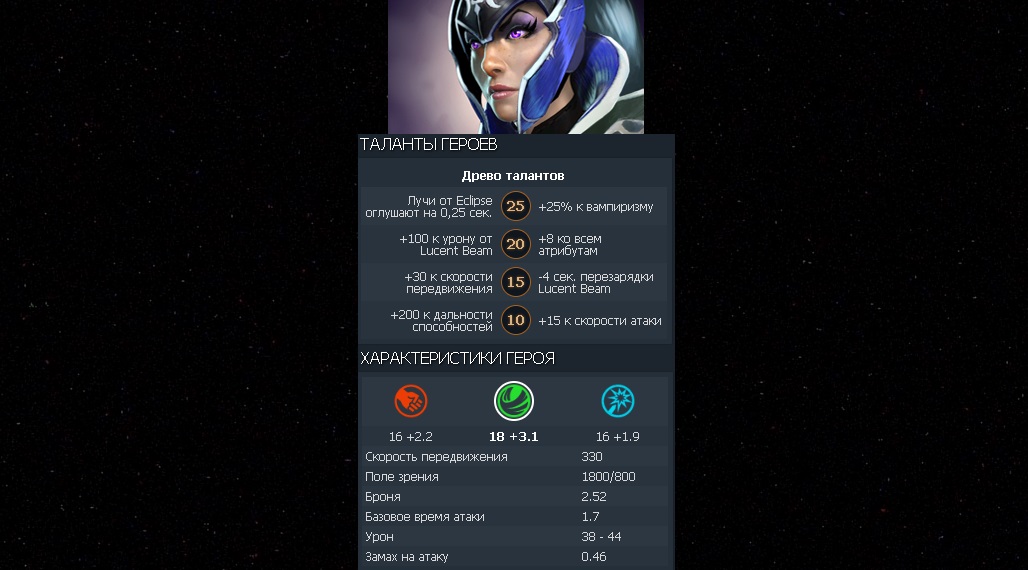 ТАЛАНТЫ ГЕРОЕВ
Древо талантов
Лучи от Eclipse
оглушают на 0,25 сек.
25
+25% к вампиризму
+100 к урону от
Lucent Beam
20
+8 ко всем
атрибутам
+30 к скорости
передвижения
15
-4 сек. перезарядки
Lucent Beam
+200 к дальности
способностей
10
+15 к скорости атаки
ХАРАКТЕРИСТИКИ ГЕРОЯ
16 +2.2 18 +3.1 16 +1.9
Скорость передвижения 330
Поле зрения 1800/800
Броня 2.52
Базовое время атаки 1.7
Урон 38 - 44
Замах на атаку 0.46